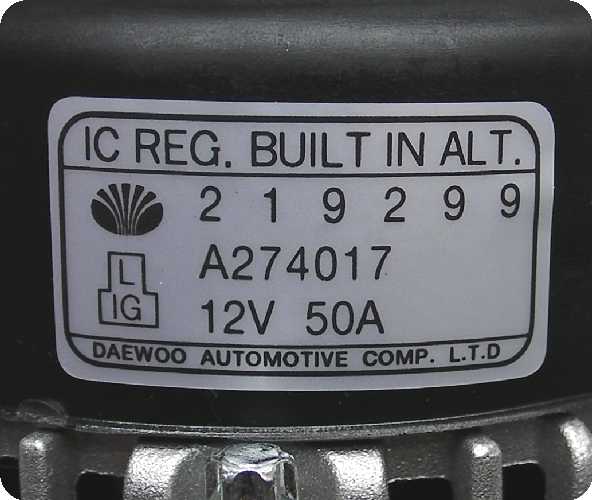 IC REG. BUILT IN ALT.
2 1 9 2 9 9
L A274017
IG 12V 50A
DAEWOO AUTOMOTIVE COMP. L.T.D